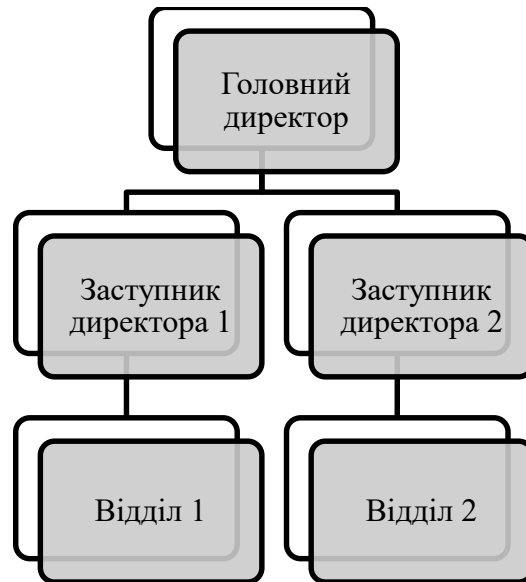 Головний
директор
Заступник
директора 1
Заступник
директора 2
Відділ 1
Відділ 2